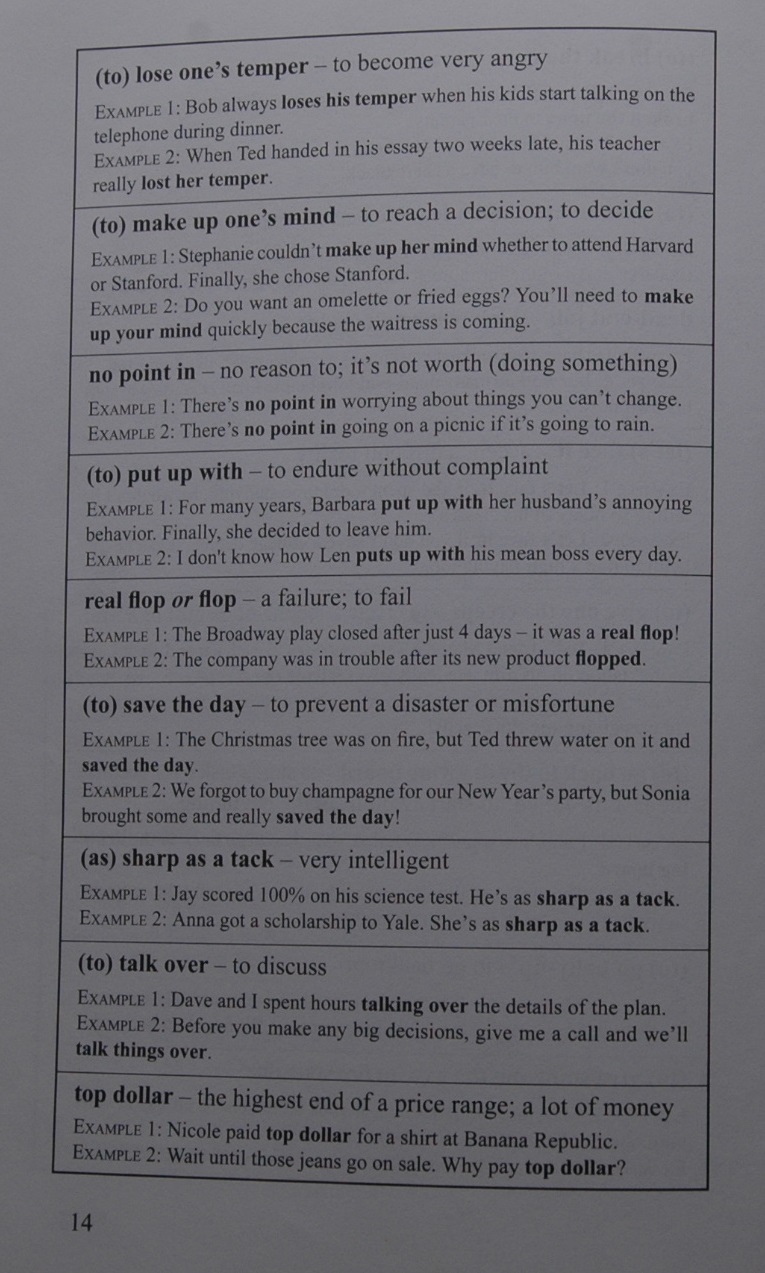 (to) lose one's temper – to become very angry
EXAMPLE 1: Bob always loses his temper when his kids start talking on the
telephone during dinner.
EXAMPLE 2: When Ted handed in his essay two weeks late, his teacher
really lost her temper.
(to) make up one's mind – to reach a decision; to decide
EXAMPLE 1: Stephanie couldn't make up her mind whether to attend Harvard
or Stanford. Finally, she chose Stanford.
EXAMPLE 2: Do you want an omelette or fried eggs? You'll need to make
up your mind quickly because the waitress is coming.
no point in – no reason to; it's not worth (doing something)
EXAMPLE 1: There's no point in worrying about things you can't change.
EXAMPLE 2: There's no point in going on a picnic if it's going to rain.
(to) put up with – to endure without complaint
EXAMPLE 1: For many years, Barbara put up with her husband's annoying
behavior. Finally, she decided to leave him.
EXAMPLE 2: I don't know how Len puts up with his mean boss every day.
real flop or flop – a failure; to fail
EXAMPLE 1: The Broadway play closed after just 4 days – it was a real flop!
EXAMPLE 2: The company was in trouble after its new product flopped.
(to) save the day – to prevent a disaster or misfortune
EXAMPLE 1: The Christmas tree was on fire, but Ted threw water on it and
saved the day.
EXAMPLE 2: We forgot to buy champagne for our New Year's party, but Sonia
brought some and really saved the day!
(as) sharp as a tack – very intelligent
EXAMPLE 1: Jay scored 100% on his science test. He's as sharp as a tack.
EXAMPLE 2: Anna got a scholarship to Yale. She's as sharp as a tack.
(to) talk over – to discuss
EXAMPLE 1: Dave and I spent hours talking over the details of the plan.
EXAMPLE 2: Before you make any big decisions, give me a call and we'll
talk things over.
top dollar – the highest end of a price range; a lot of money
EXAMPLE 1: Nicole paid top dollar for a shirt at Banana Republic.
EXAMPLE 2: Wait until those jeans go on sale. Why pay top dollar?
14